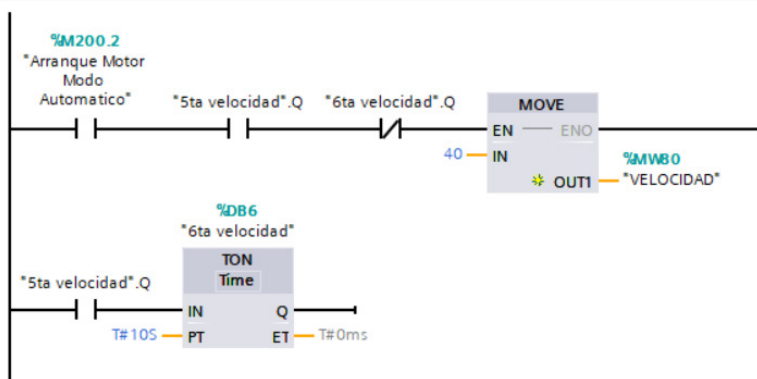 %M200.2
"Arranque Motor
Modo
Automatico"
"5ta velocidad".Q
"6ta velocidad".Q
MOVE
EN
ENO
40
IN
%MW80
OUT1
"VELOCIDAD"
%DB6
"6ta velocidad"
TON
Time
"5ta velocidad".Q
IN
Q
T#10S
PT
ET
T#0ms